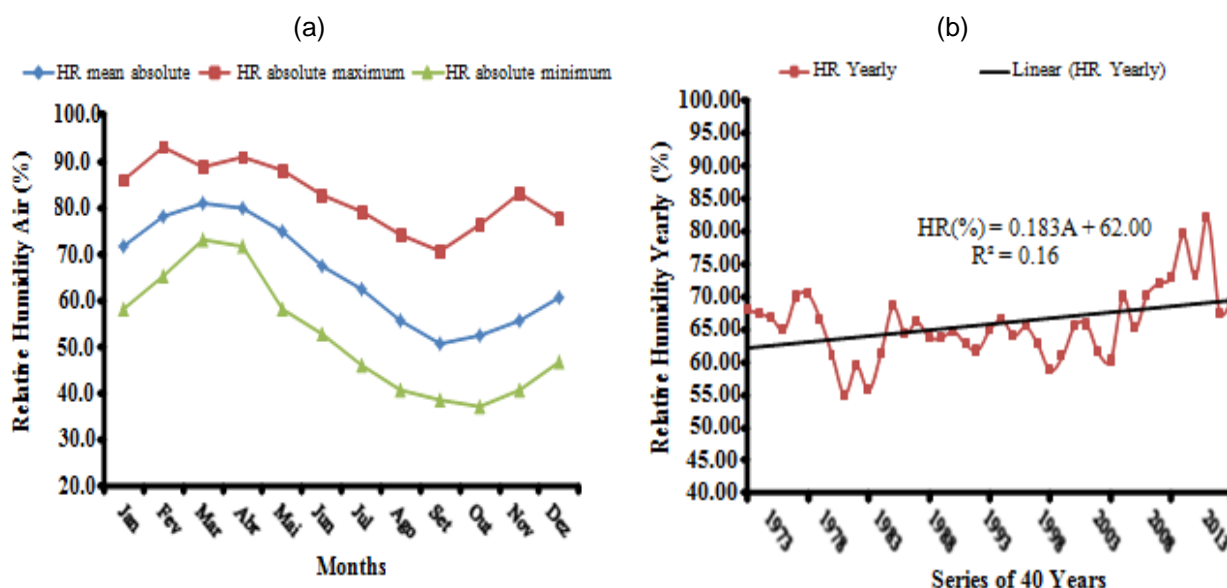 (a)
HR mean absolute HR absolute maximum HR absolute minimum
Relative Humidity Air (%)
100.0
90.0
80.0
70.0
60.0
50.0
40.0
30.0
20.0
Jan Fev Mar Abr Mai Jun Jul Ago Set Out Nov Dez
Months
(b)
HR Yearly Linear (HR Yearly)
Relative Humidity Yearly (%)
100.00
95.00
90.00
85.00
80.00
75.00
70.00
65.00
60.00
55.00
50.00
45.00
40.00
HR(%) = 0.183A + 62.00
R² = 0.16
1973 1978 1983 1988 1993 1998 2003 2008 2013
Series of 40 Years